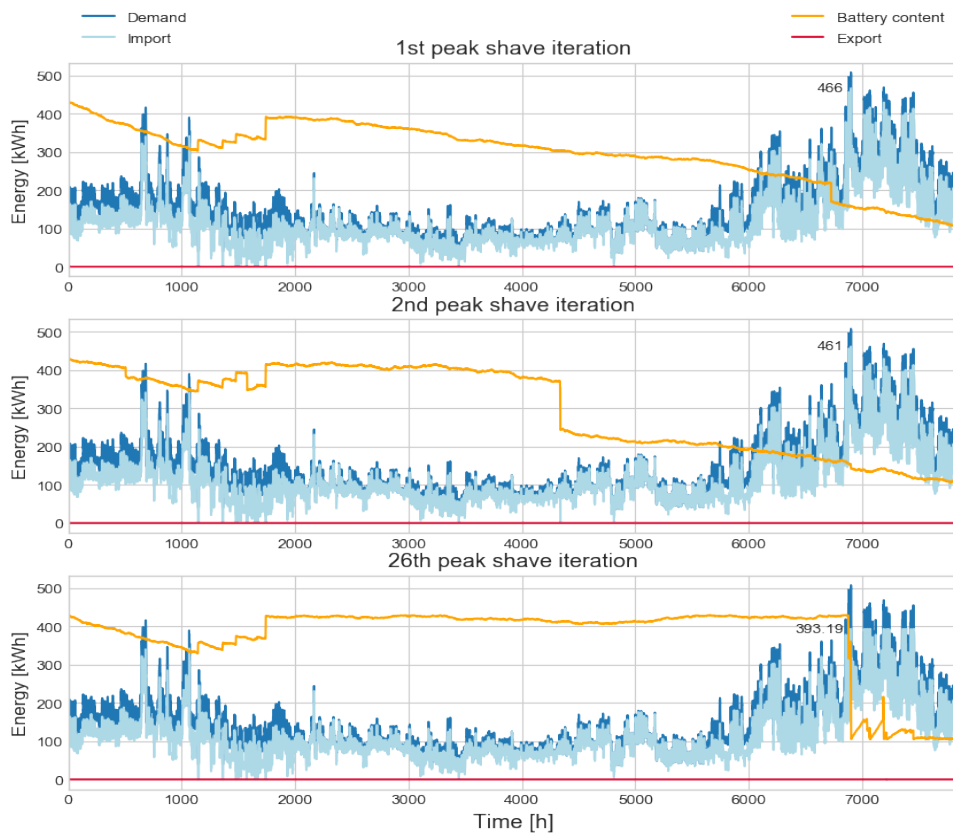 Demand
Import
Battery content
Export
1st peak shave iteration
Energy [kWh]
500
400
300
200
100
0
466
0 1000 2000 3000 4000 5000 6000 7000
2nd peak shave iteration
Energy [kWh]
500
400
300
200
100
0
461
0 1000 2000 3000 4000 5000 6000 7000
26th peak shave iteration
Energy [kWh]
500
400
300
200
100
0
393.19
0 1000 2000 3000 4000 5000 6000 7000
Time [h]